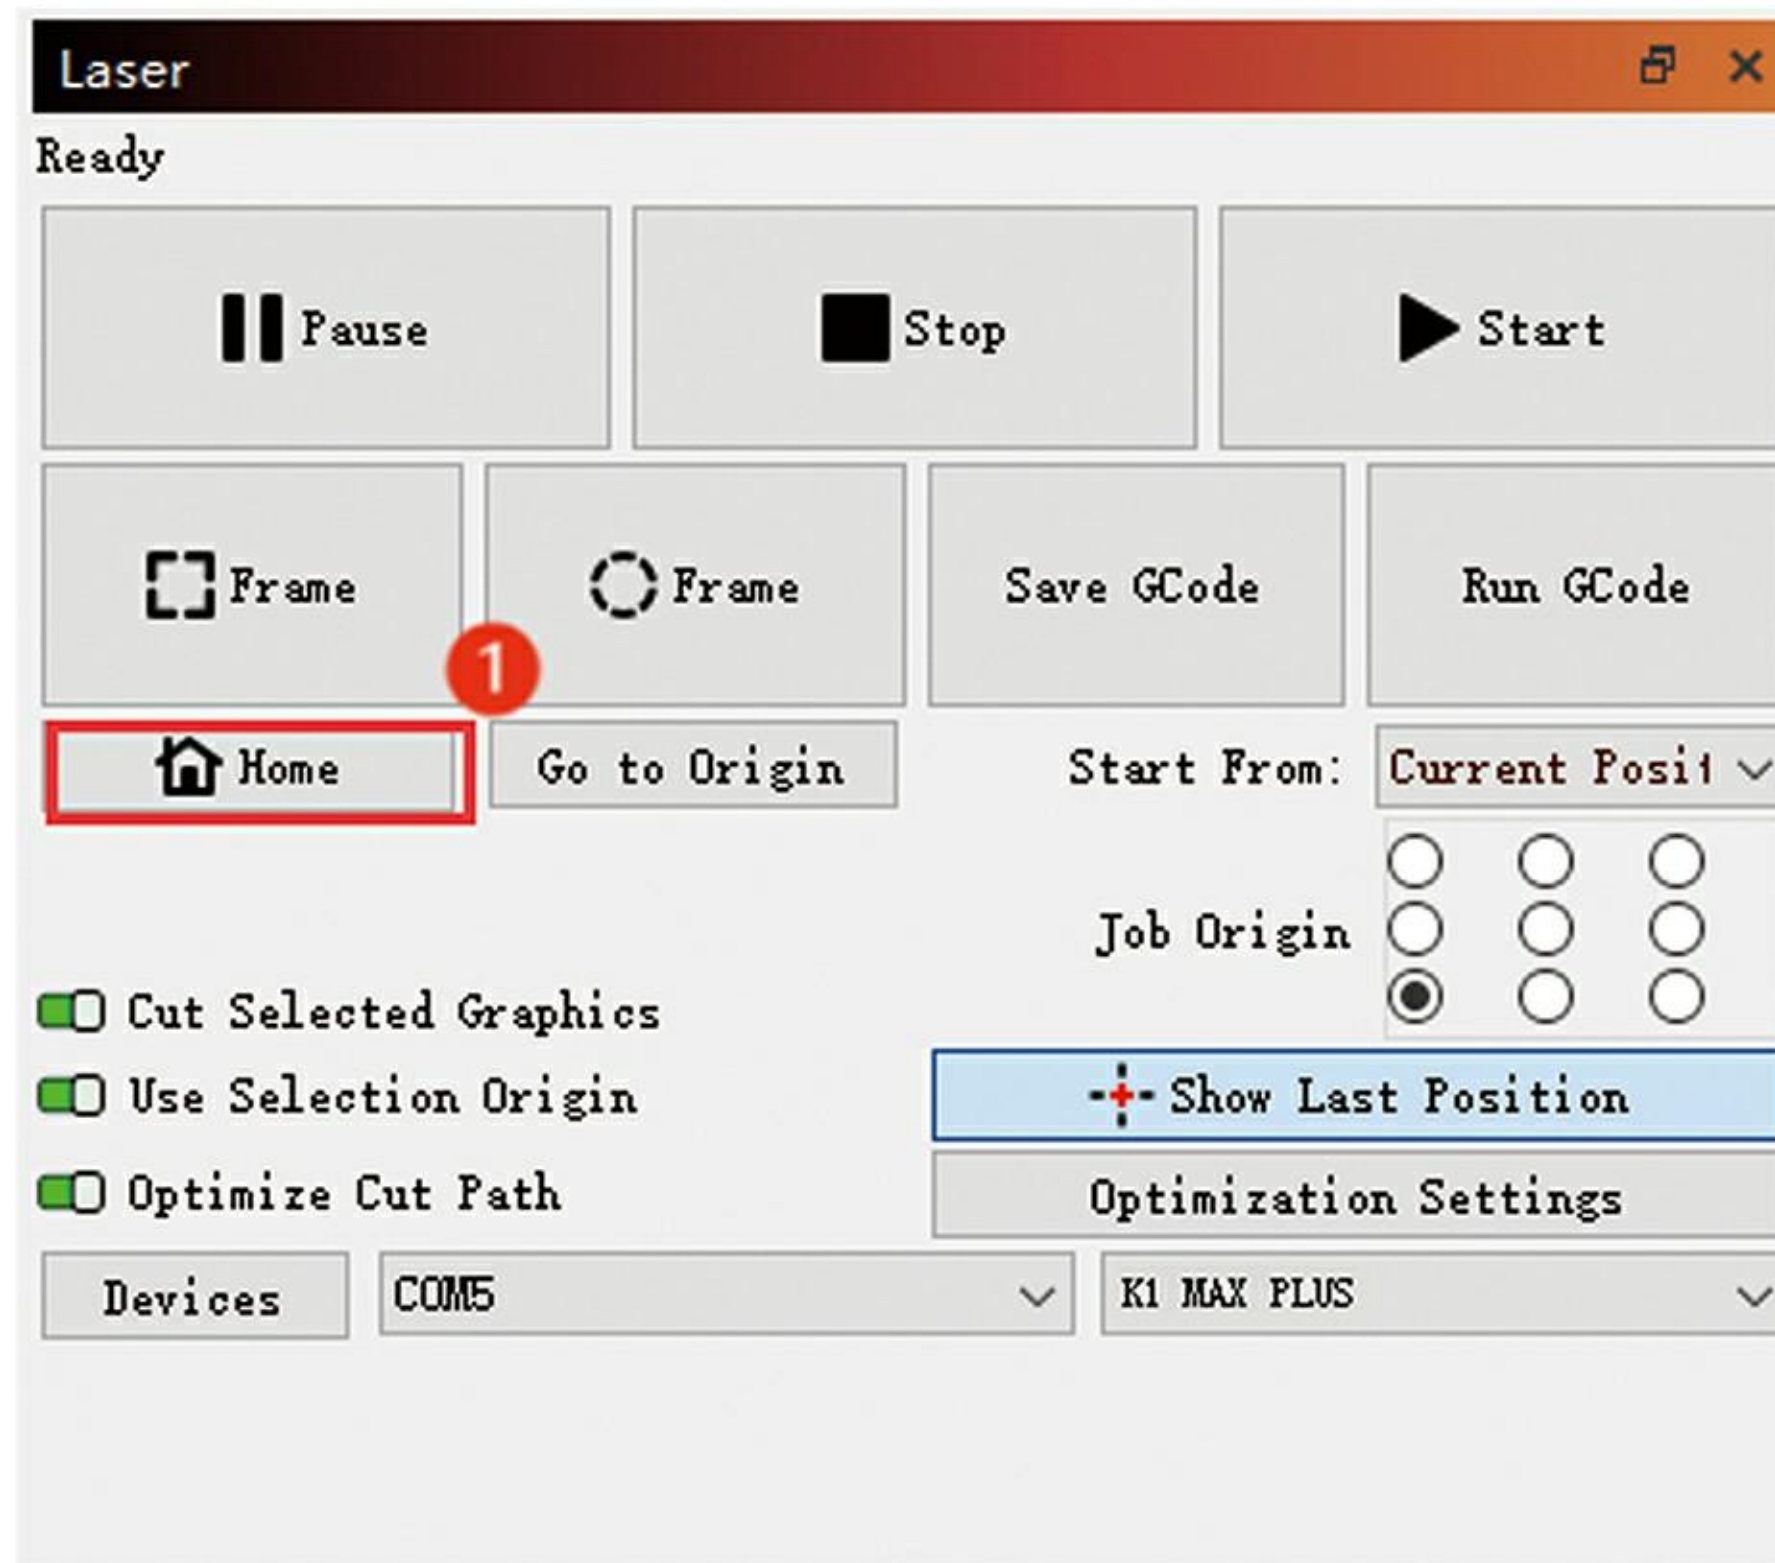 Laser
Ready
Pause Stop Start
Frame Frame Save GCode Run GCode
1
Home Go to Origin Start From: Current Posit
Job Origin
Cut Selected Graphics
Use Selection Origin Show Last Position
Optimize Cut Path Optimization Settings
Devices COM5 K1 MAX PLUS